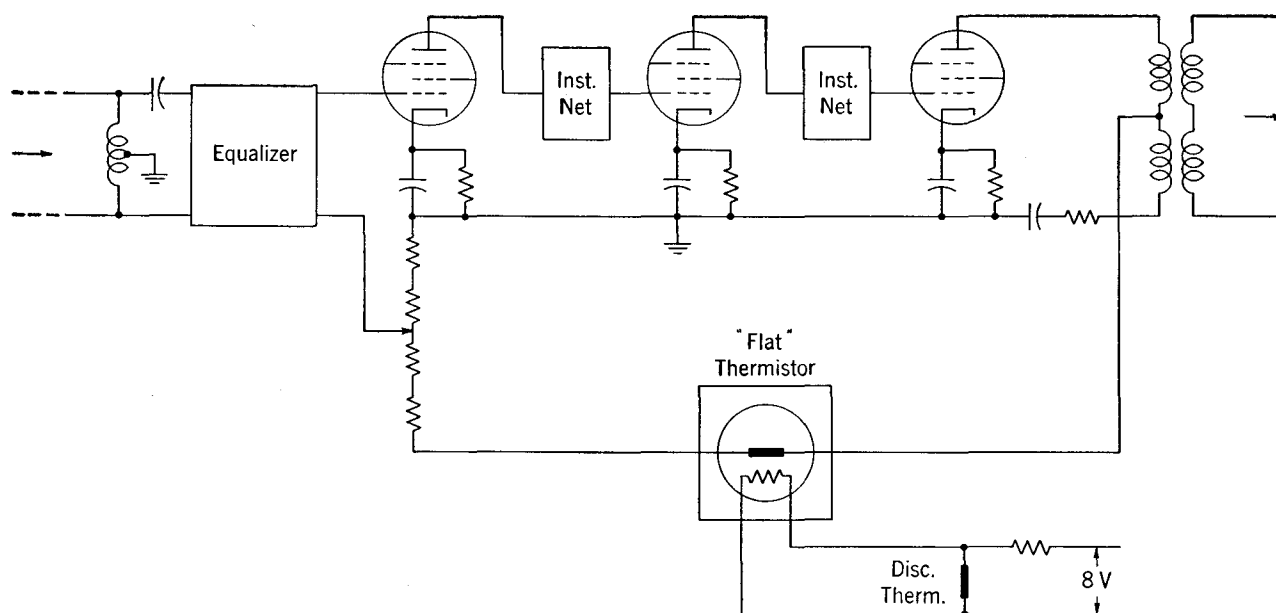 Equalizer
Inst.
Net
Inst.
Net
"Flat"
Thermistor
Disc.
Therm.
8 V